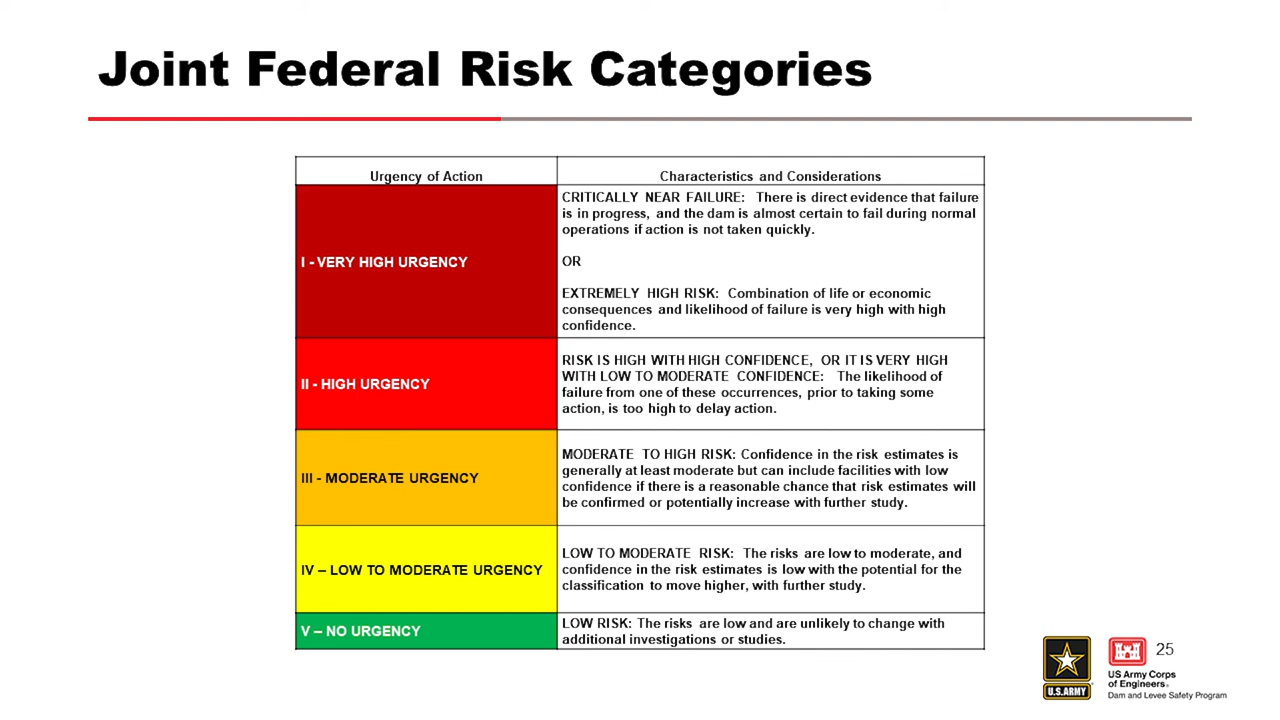 Joint Federal Risk Categories
Urgency of Action
Characteristics and Considerations
I - VERY HIGH URGENCY
CRITICALLY NEAR FAILURE: There is direct evidence that failure
is in progress, and the dam is almost certain to fail during normal
operations if action is not taken quickly.
OR
EXTREMELY HIGH RISK: Combination of life or economic
consequences and likelihood of failure is very high with high
confidence.
II - HIGH URGENCY
RISK IS HIGH WITH HIGH CONFIDENCE, OR IT IS VERY HIGH
WITH LOW TO MODERATE CONFIDENCE: The likelihood of
failure from one of these occurrences, prior to taking some
action, is too high to delay action.
III - MODERATE URGENCY
MODERATE TO HIGH RISK: Confidence in the risk estimates is
generally at least moderate but can include facilities with low
confidence if there is a reasonable chance that risk estimates will
be confirmed or potentially increase with further study.
IV – LOW TO MODERATE URGENCY
LOW TO MODERATE RISK: The risks are low to moderate, and
confidence in the risk estimates is low with the potential for the
classification to move higher, with further study.
V – NO URGENCY
LOW RISK: The risks are low and are unlikely to change with
additional investigations or studies.
25
U.S.ARMY
US Army Corps
of Engineers®
Dam and Levee Safety Program